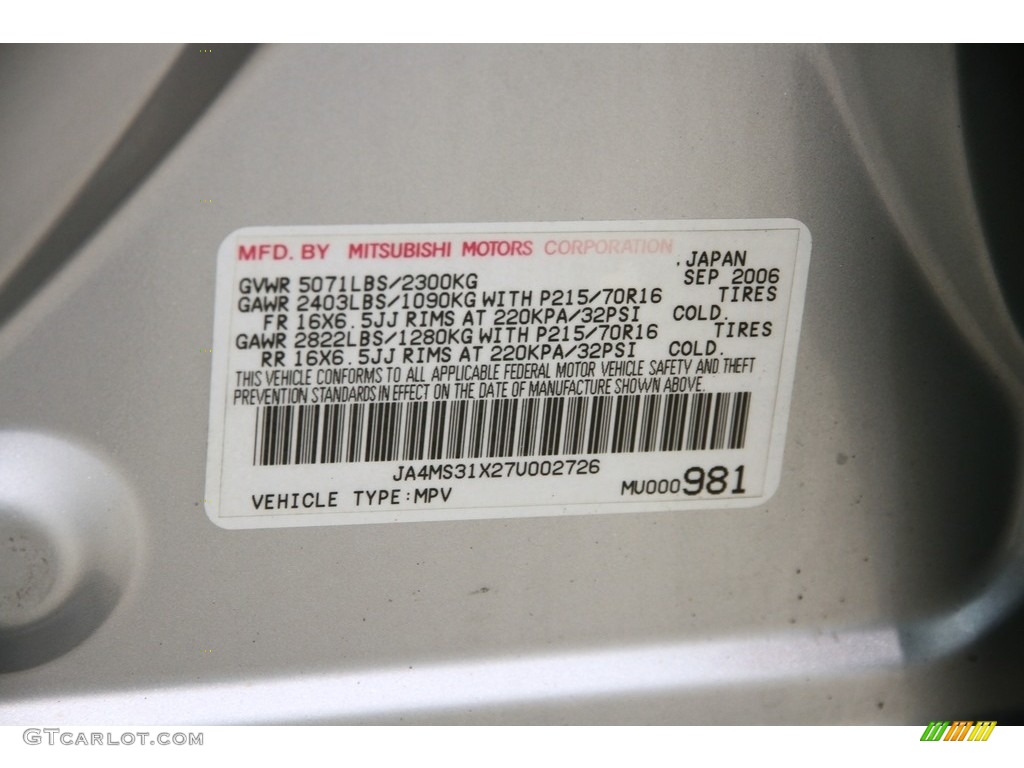 MFD. BY MITSUBISHI MOTORS CORPORATION
.JAPAN
GVWR 5071LBS/2300KG SEP 2006
GAWR 2403LBS/1090KG WITH P215/70R16 TIRES
FR 16X6.5JJ RIMS AT 220KPA/32PSI COLD.
GAWR 2822LBS/1280KG WITH P215/70R16 TIRES
RR 16X6.5JJ RIMS AT 220KPA/32PSI COLD.
THIS VEHICLE CONFORMS TO ALL APPLICABLE FEDERAL MOTOR VEHICLE SAFETY AND THEFT
PREVENTION STANDARDS IN EFFECT ON THE DATE OF MANUFACTURE SHOWN ABOVE.
JA4MS31X27U002726
VEHICLE TYPE:MPV MU000981
GTCARLOT.COM